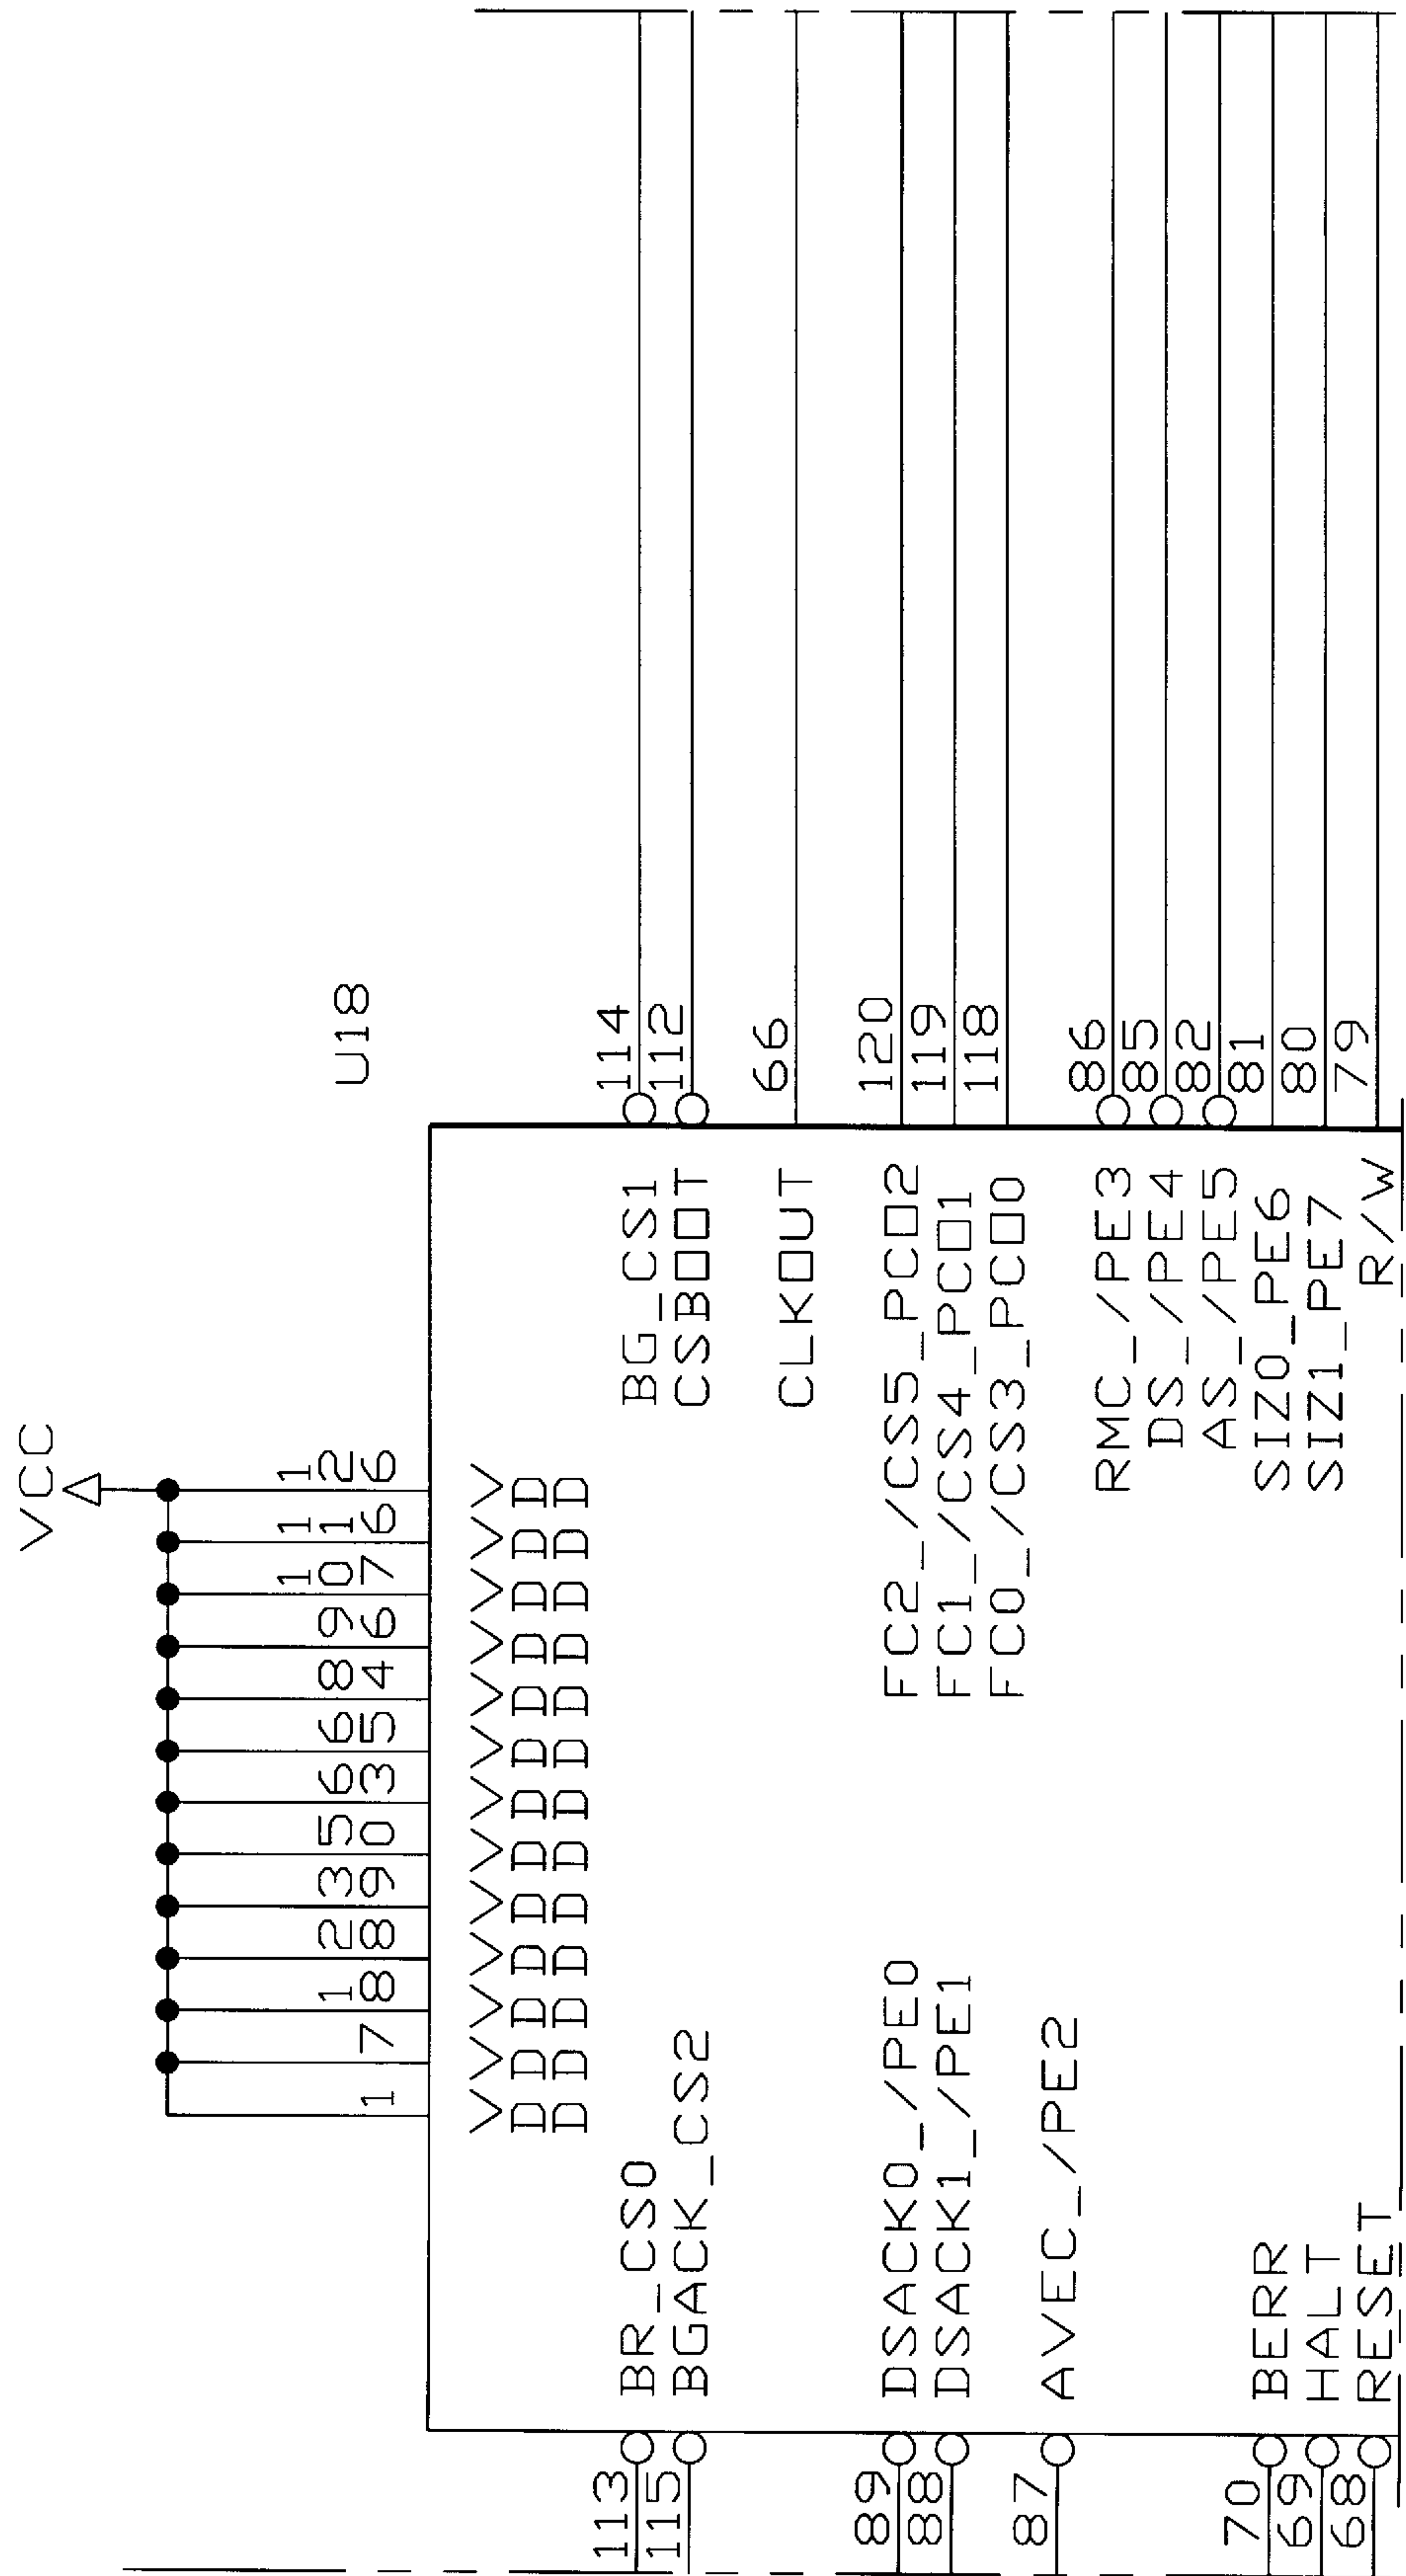 VCC
1 7 18 28 39 50 63 65 84 96 107 116 126
U18
VDD VDD VDD VDD VDD VDD VDD VDD VDD VDD VDD VDD VDD
113 BR_CS0 BG_CS1 114
115 BGACK_CS2 CSBOOT 112
CLKOUT 66
89 DSACK0_/PE0 FC2_/CS5_PCO2 120
88 DSACK1_/PE1 FC1_/CS4_PCO1 119
FC0_/CS3_PCO0 118
87 AVEC_/PE2
RMC_/PE3 86
DS_/PE4 85
AS_/PE5 82
70 BERR SIZ0_PE6 81
69 HALT SIZ1_PE7 80
68 RESET R/W 79